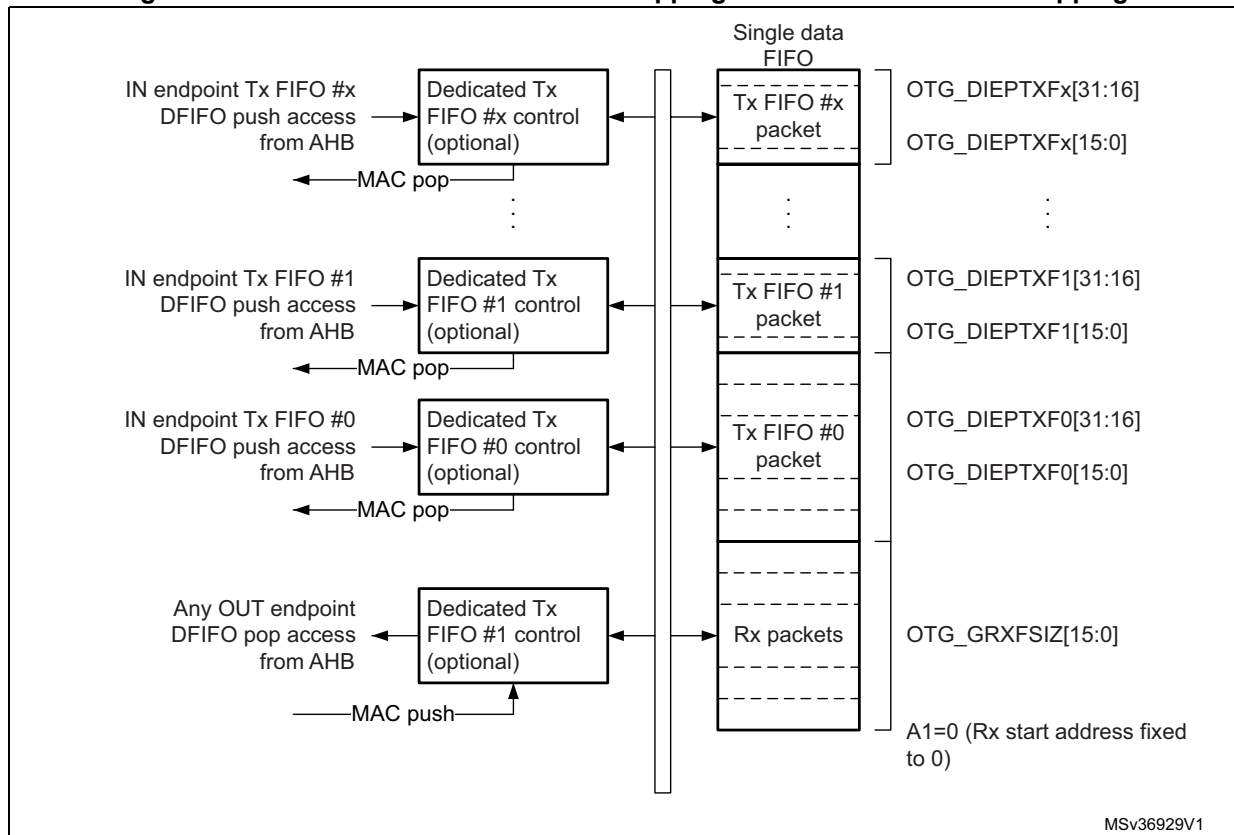 Single data
FIFO
IN endpoint Tx FIFO #x
DFIFO push access
from AHB
Dedicated Tx
FIFO #x control
(optional)
MAC pop
Tx FIFO #x
packet
OTG_DIEPTXFx[31:16]
OTG_DIEPTXFx[15:0]
IN endpoint Tx FIFO #1
DFIFO push access
from AHB
Dedicated Tx
FIFO #1 control
(optional)
MAC pop
Tx FIFO #1
packet
OTG_DIEPTXF1[31:16]
OTG_DIEPTXF1[15:0]
IN endpoint Tx FIFO #0
DFIFO push access
from AHB
Dedicated Tx
FIFO #0 control
(optional)
MAC pop
Tx FIFO #0
packet
OTG_DIEPTXF0[31:16]
OTG_DIEPTXF0[15:0]
Any OUT endpoint
DFIFO pop access
from AHB
Dedicated Tx
FIFO #1 control
(optional)
MAC push
Rx packets
OTG_GRXFSIZ[15:0]
A1=0 (Rx start address fixed
to 0)
MSv36929V1